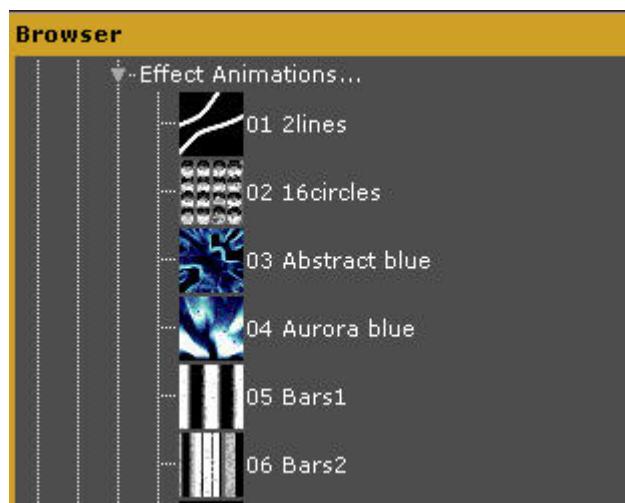 Browser
Effect Animations...
01 2lines
02 16circles
03 Abstract blue
04 Aurora blue
05 Bars1
06 Bars2